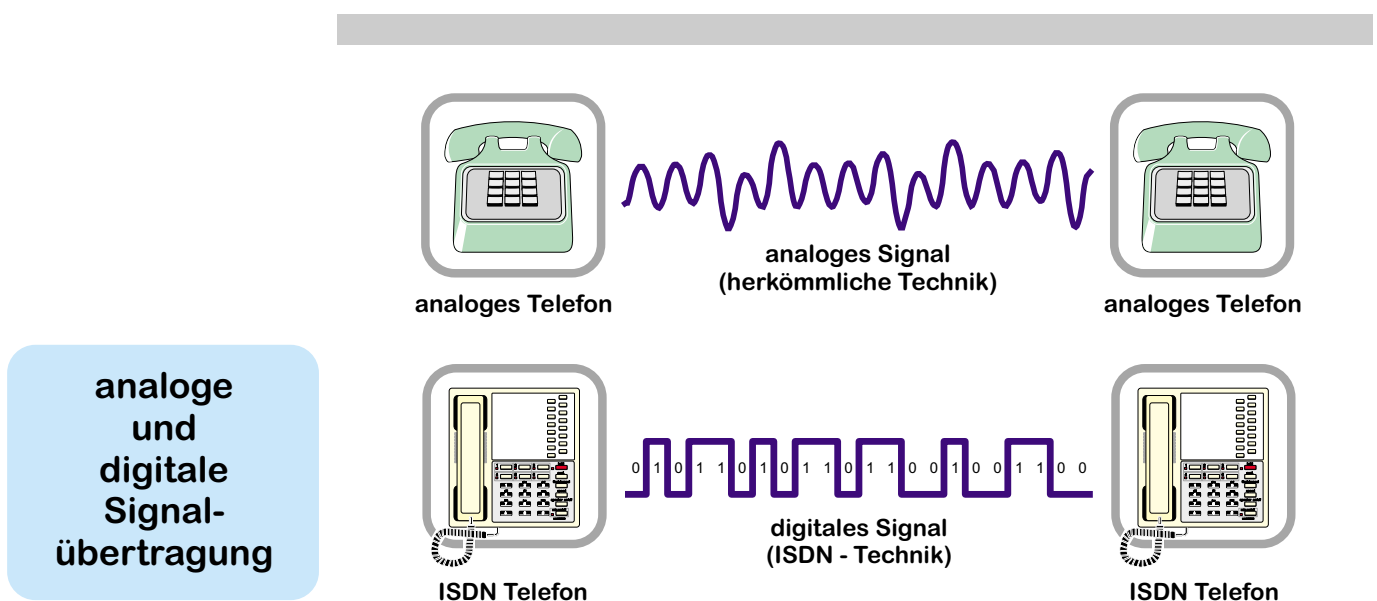 analoges Signal
(herkömmliche Technik)
analoges Telefon
analoges Telefon
analoge
und
digitale
Signal-
übertragung
0 1 0 1 1 0 1 0 1 1 0 1 1 0 0 1 0 0 1 1 0 0
digitales Signal
(ISDN - Technik)
ISDN Telefon
ISDN Telefon